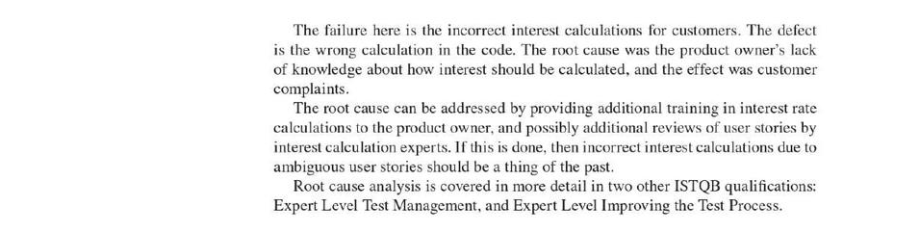 The failure here is the incorrect interest calculations for customers. The defect
is the wrong calculation in the code. The root cause was the product owner's lack
of knowledge about how interest should be calculated, and the effect was customer
complaints.
The root cause can be addressed by providing additional training in interest rate
calculations to the product owner, and possibly additional reviews of user stories by
interest calculation experts. If this is done, then incorrect interest calculations due to
ambiguous user stories should be a thing of the past.
Root cause analysis is covered in more detail in two other ISTQB qualifications:
Expert Level Test Management, and Expert Level Improving the Test Process.